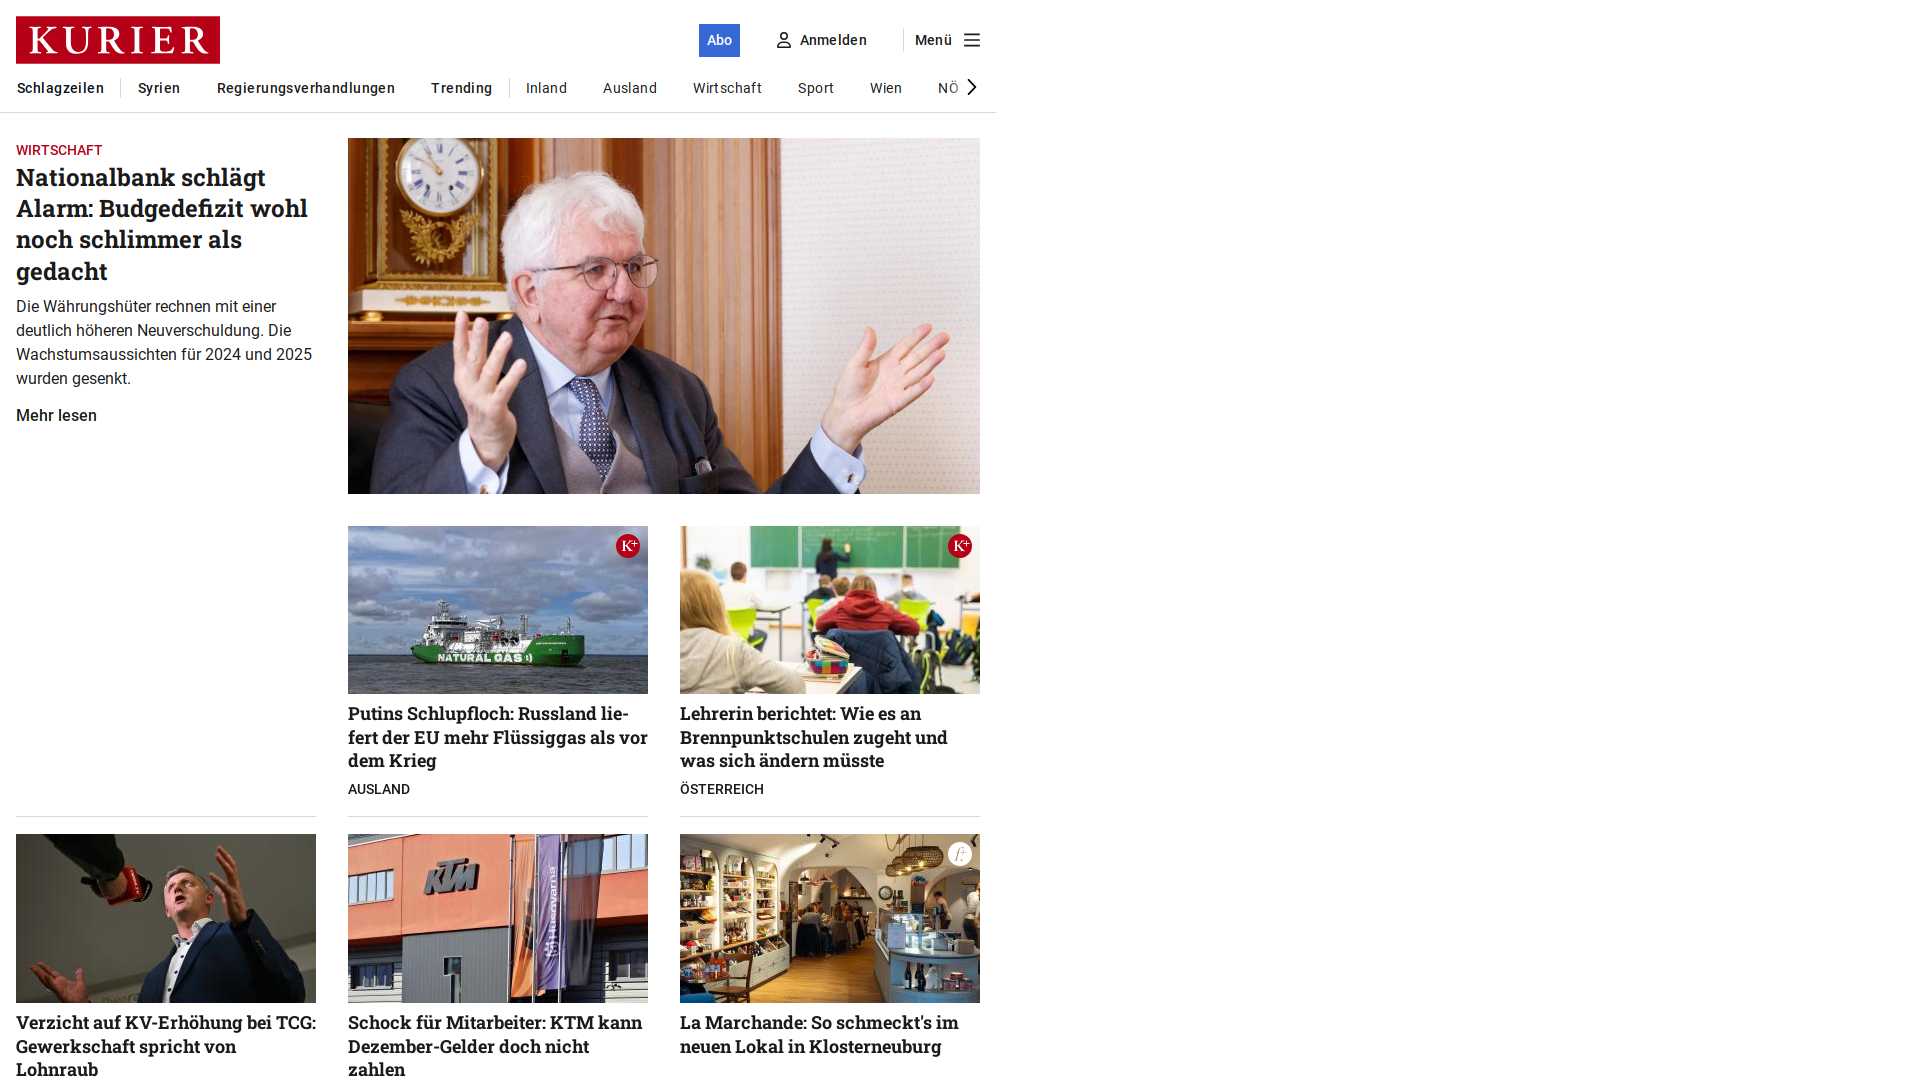 KURIER
Abo
Anmelden
Menü
Schlagzeilen
Syrien
Regierungsverhandlungen
Trending
Inland
Ausland
Wirtschaft
Sport
Wien
NÖ
WIRTSCHAFT
Nationalbank schlägt
Alarm: Budgedefizit wohl
noch schlimmer als
gedacht
Die Währungshüter rechnen mit einer
deutlich höheren Neuverschuldung. Die
Wachstumsaussichten für 2024 und 2025
wurden gesenkt.
Mehr lesen
K+
NATURAL GAS :)
Putins Schlupfloch: Russland lie-
fert der EU mehr Flüssiggas als vor
dem Krieg
AUSLAND
K+
Lehrerin berichtet: Wie es an
Brennpunktschulen zugeht und
was sich ändern müsste
ÖSTERREICH
Verzicht auf KV-Erhöhung bei TCG:
Gewerkschaft spricht von
Lohnraub
KTM
Husqvarna
Schock für Mitarbeiter: KTM kann
Dezember-Gelder doch nicht
zahlen
f+
La Marchande: So schmeckt's im
neuen Lokal in Klosterneuburg